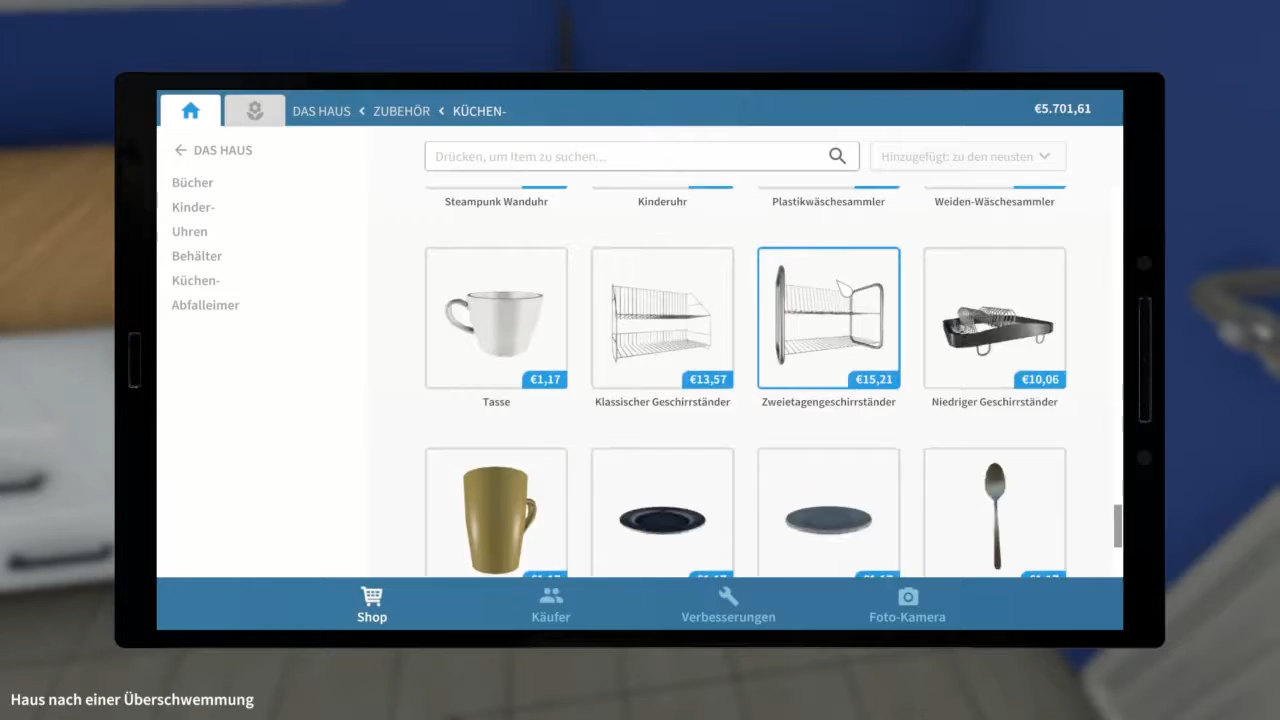 DAS HAUS < ZUBEHÖR < KÜCHEN-
€5.701,61
DAS HAUS
Bücher
Kinder-
Uhren
Behälter
Küchen-
Abfalleimer
Drücken, um Item zu suchen...
Hinzugefügt: zu den neusten
Steampunk Wanduhr
Kinderuhr
Plastikwäschesammler
Weiden-Wäschesammler
€1,17
€13,57
€15,21
€10,06
Tasse
Klassischer Geschirrständer
Zweietagengeschirrständer
Niedriger Geschirrständer
Shop
Käufer
Verbesserungen
Foto-Kamera
Haus nach einer Überschwemmung